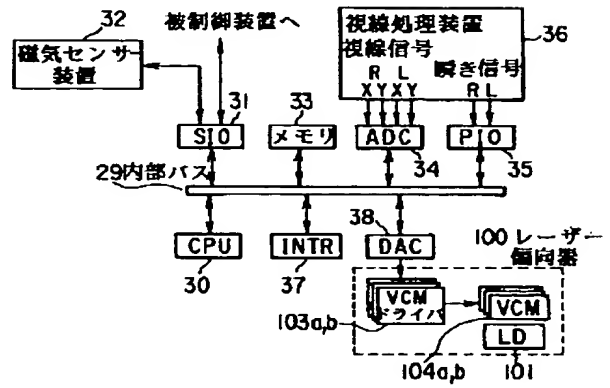 32
磁気センサー
装置
被制御装置へ
視線処理装置
視線信号
R L
XYXY
瞬き信号
R L
36
31
SIO
33
メモリ
ADC
34
PIO
35
29内部バス
CPU
30
INTR
37
38
DAC
100 レーザー
偏向器
VCM
ドライバ
103a,b
VCM
104a,b
LD
101